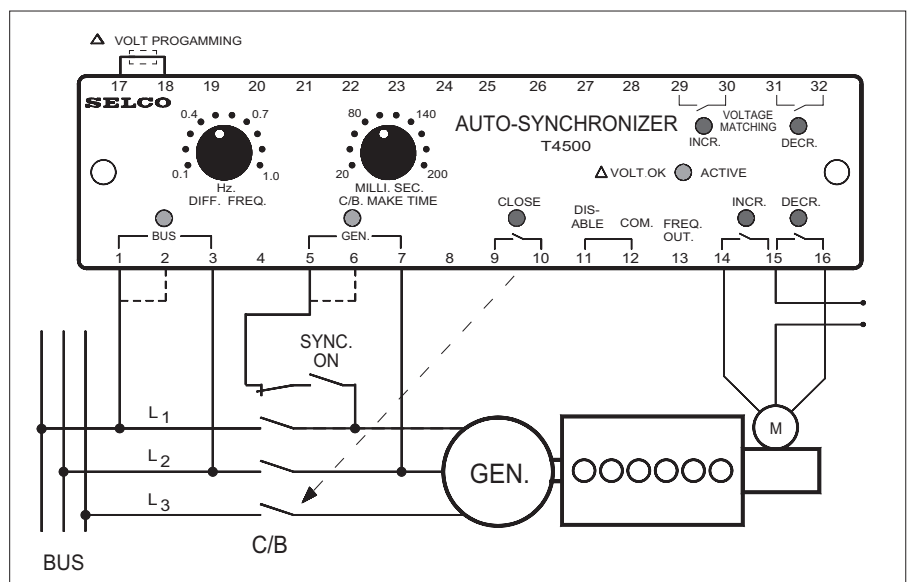 Δ VOLT PROGAMMING
17 18 19 20 21 22 23 24 25 26 27 28 29 30 31 32
SELCO
0.4 0.7
0.1 1.0
Hz.
DIFF. FREQ.
80 140
20 200
MILLI. SEC.
C/B. MAKE TIME
AUTO-SYNCHRONIZER
T4500
VOLTAGE
MATCHING
INCR. DECR.
Δ VOLT.OK ACTIVE
BUS
GEN.
CLOSE
DIS-
ABLE
COM.
FREQ.
OUT.
INCR. DECR.
1 2 3 4 5 6 7 8 9 10 11 12 13 14 15 16
SYNC.
ON
L1
L2
L3
C/B
BUS
GEN.
M